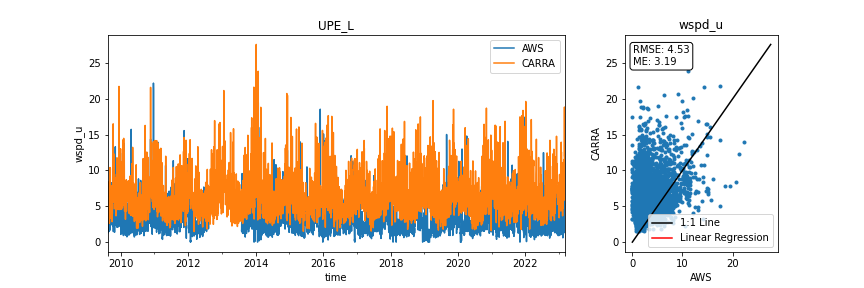 UPE_L
wspd_u
25
20
15
10
5
0
2010
2012
2014
2016
2018
2020
2022
time
AWS
CARRA
wspd_u
CARRA
25
20
15
10
5
0
0
10
20
AWS
RMSE: 4.53
ME: 3.19
1:1 Line
Linear Regression